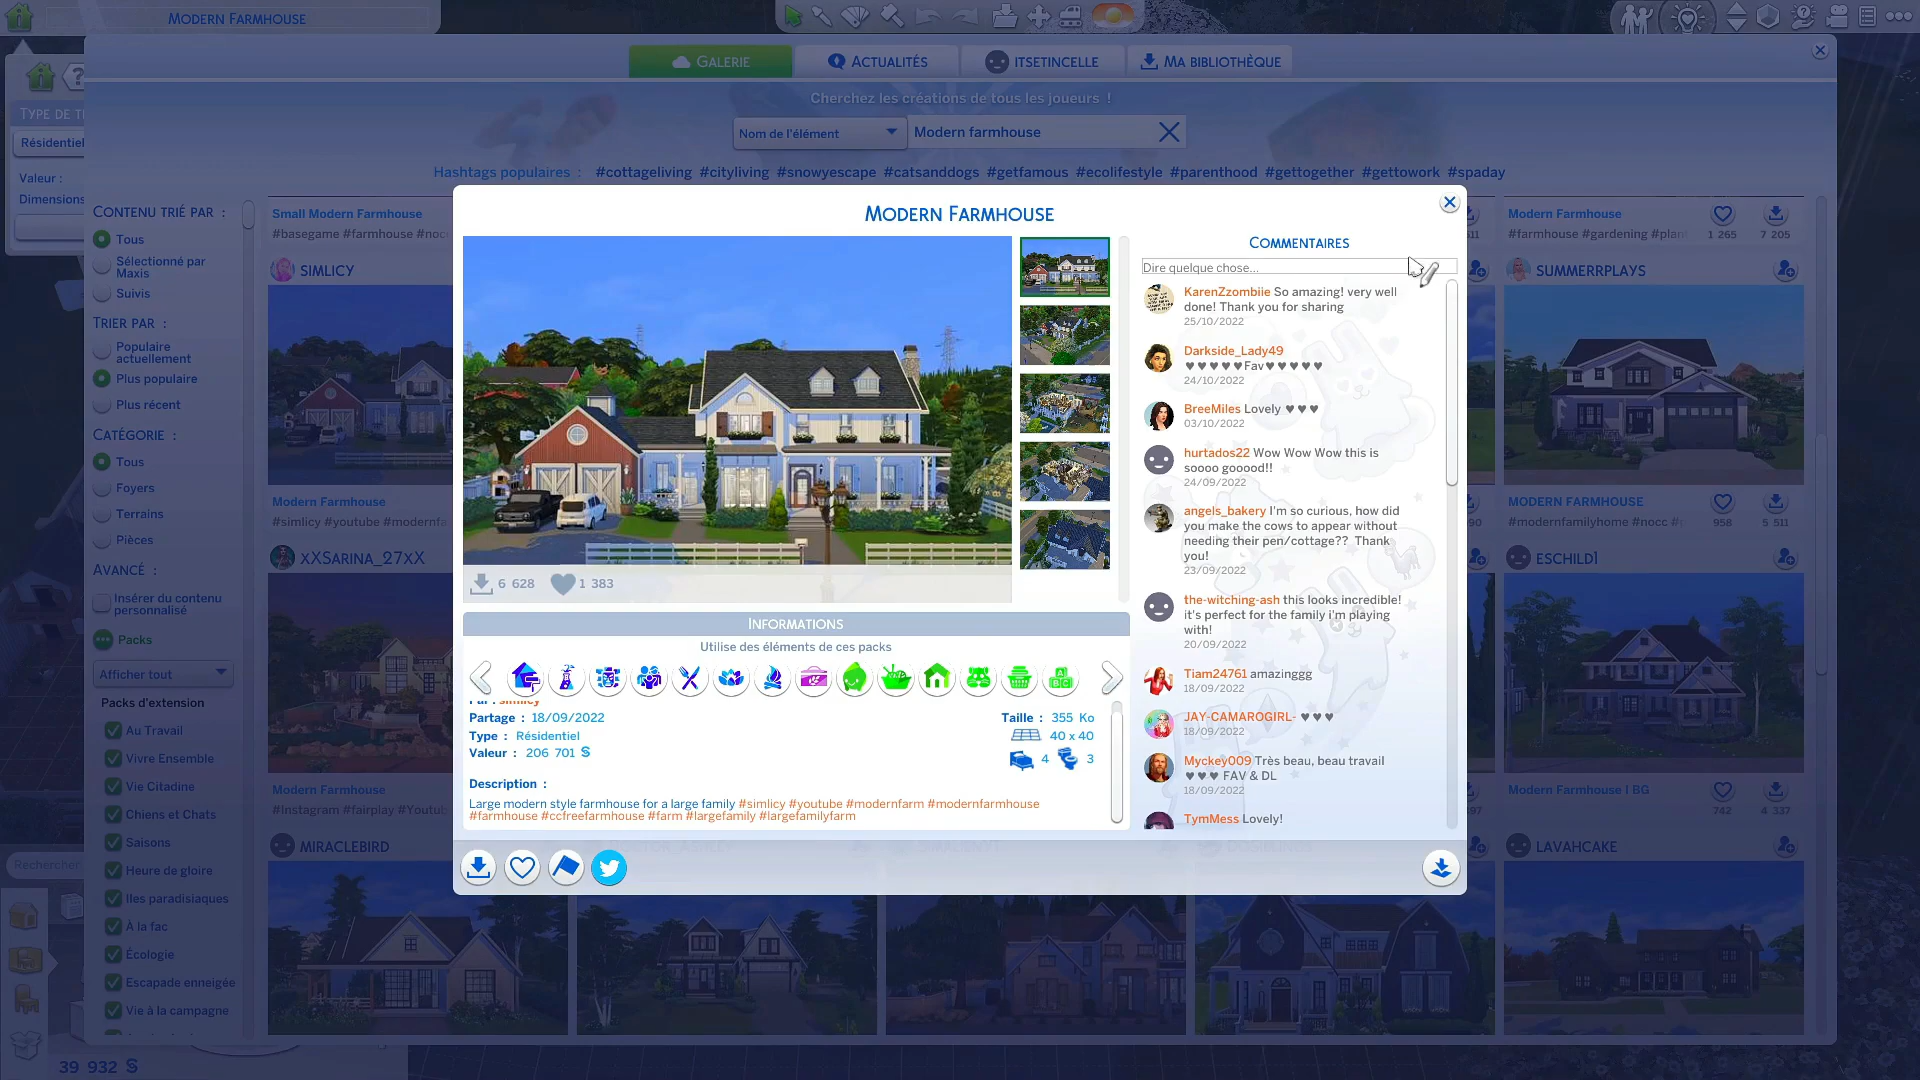 MODERN FARMHOUSE
GALERIE
ACTUALITÉS
ITSETINCELLE
MA BIBLIOTHÈQUE
Cherchez les créations de tous les joueurs !
Nom de l'élément
Modern farmhouse
Hashtags populaires : #cottageliving #cityliving #snowyescape #catsanddogs #getfamous #ecolifestyle #parenthood #gettogether #gettowork #spaday
TYPE DE
Résidentiel
Valeur :
Dimensions
CONTENU TRIÉ PAR :
Tous
Sélectionné par
Maxis
Suivis
TRIER PAR :
Populaire
actuellement
Plus populaire
Plus récent
CATÉGORIE :
Tous
Foyers
Terrains
Pièces
AVANCÉ :
Insérer du contenu
personnalisé
Packs
Afficher tout
Packs d'extension
Au Travail
Vivre Ensemble
Vie Citadine
Chiens et Chats
Saisons
Heure de gloire
Iles paradisiaques
À la fac
Écologie
Escapade enneigée
Vie à la campagne
Rechercher
39 932 $
Small Modern Farmhouse
#basegame #farmhouse
SIMLICY
Modern Farmhouse
#simlicy #youtube
XXSARINA_27XX
Modern Farmhouse
#Instagram #fairplay
MIRACLEBIRD
MODERN FARMHOUSE
6 628
1 383
INFORMATIONS
Utilise des éléments de ces packs
Par : simlicy
Partage : 18/09/2022
Type : Résidentiel
Valeur : 206 701 $
Taille : 355 Ko
40 x 40
4
3
Description :
Large modern style farmhouse for a large family #simlicy #youtube #modernfarm #modernfarmhouse
#farmhouse #ccfreefarmhouse #farm #largefamily #largefamilyfarm
COMMENTAIRES
Dire quelque chose...
KarenZzombiie So amazing! very well
done! Thank you for sharing
25/10/2022
Darkside_Lady49
♥♥♥♥♥Fav♥♥♥♥♥
24/10/2022
BreeMiles Lovely ♥♥♥
03/10/2022
hurtados22 Wow Wow Wow this is
soooo gooood!!
24/09/2022
angels_bakery I'm so curious, how did
you make the cows to appear without
needing their pen/cottage?? Thank
you!
23/09/2022
the-witching-ash this looks incredible!
it's perfect for the family i'm playing
with!
20/09/2022
Tiam24761 amazinggg
18/09/2022
JAY-CAMAROGIRL- ♥♥♥
18/09/2022
Myckey009 Très beau, beau travail
♥♥♥ FAV & DL
18/09/2022
TymMess Lovely!
Modern Farmhouse
#farmhouse #gardening
1 265
7 205
SUMMERRPLAYS
MODERN FARMHOUSE
#modernfamilyhome #nocc
958
5 511
ESCHILD1
Modern Farmhouse | BG
742
4 337
LAVAHCAKE